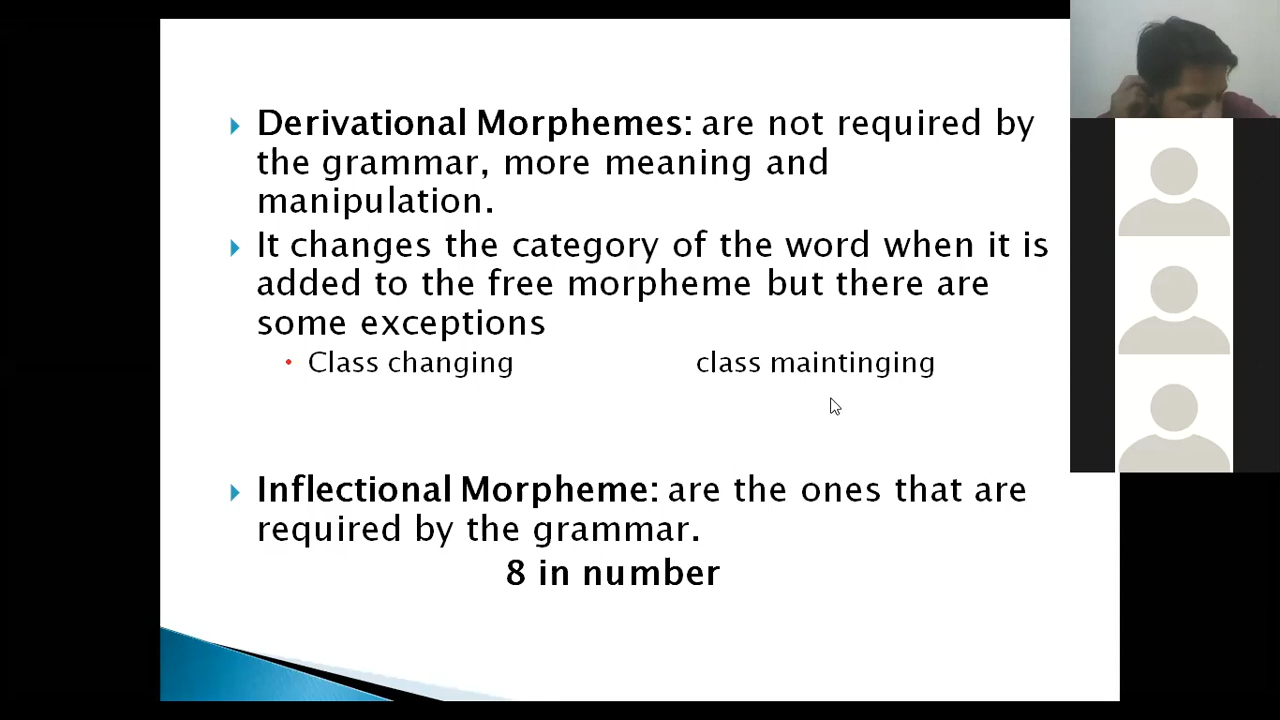 Derivational Morphemes: are not required by
the grammar, more meaning and
manipulation.
It changes the category of the word when it is
added to the free morpheme but there are
some exceptions
Class changing class maintinging
Inflectional Morpheme: are the ones that are
required by the grammar.
8 in number